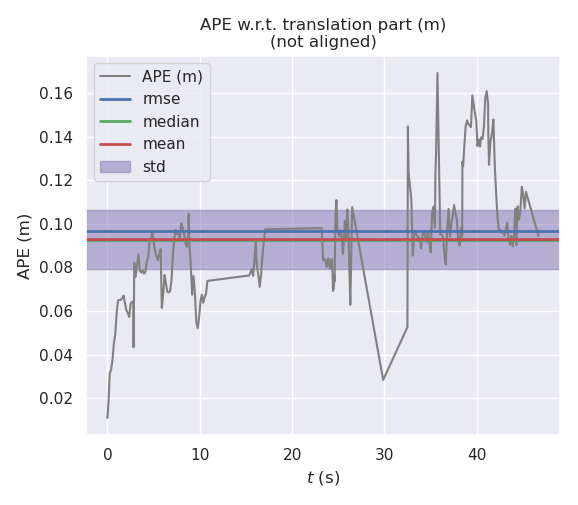 APE w.r.t. translation part (m)
(not aligned)
APE (m)
rmse
median
mean
std
0.16
0.14
0.12
0.10
0.08
0.06
0.04
0.02
APE (m)
0 10 20 30 40
t (s)